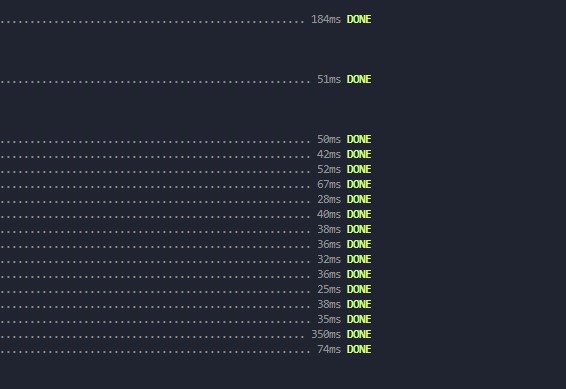 .................................................... 184ms DONE
..................................................... 51ms DONE
..................................................... 50ms DONE
..................................................... 42ms DONE
..................................................... 52ms DONE
..................................................... 67ms DONE
..................................................... 28ms DONE
..................................................... 40ms DONE
..................................................... 38ms DONE
..................................................... 36ms DONE
..................................................... 32ms DONE
..................................................... 36ms DONE
..................................................... 25ms DONE
..................................................... 38ms DONE
..................................................... 35ms DONE
.................................................... 350ms DONE
..................................................... 74ms DONE